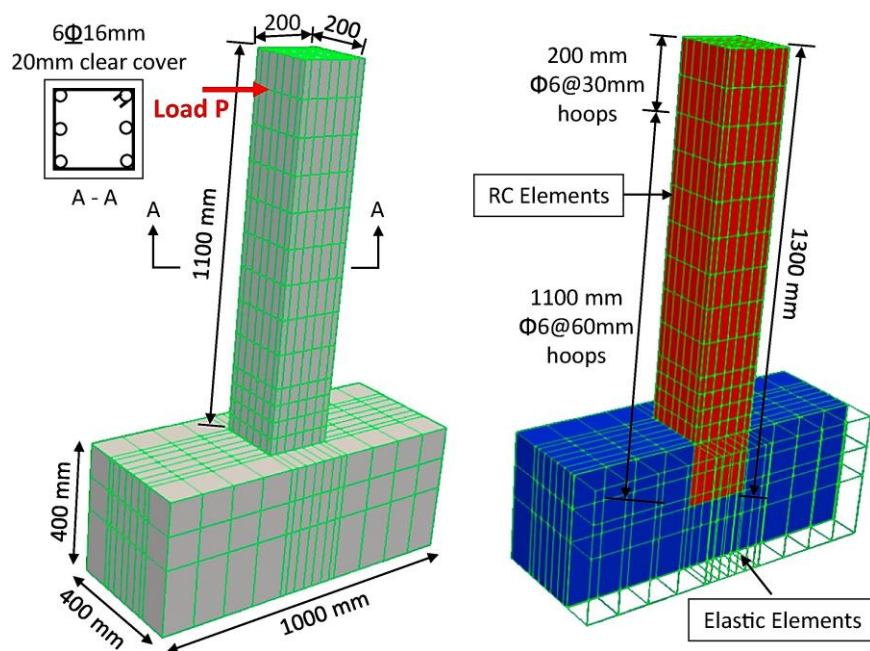 6Φ16mm
20mm clear cover
A - A
200
200
Load P
1100 mm
A
A
400 mm
400 mm
1000 mm
200 mm
Φ6@30mm
hoops
RC Elements
1100 mm
Φ6@60mm
hoops
1300 mm
Elastic Elements